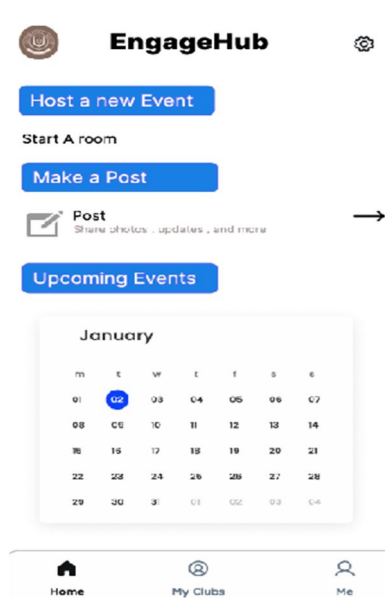 EngageHub
Host a new Event
Start A room
Make a Post
Post
Share photos , updates , and more
Upcoming Events
January
m t w t f s s
01 02 03 04 05 06 07
08 09 10 11 12 13 14
15 16 17 18 19 20 21
22 23 24 25 26 27 28
29 30 31 01 02 03 04
Home My Clubs Me